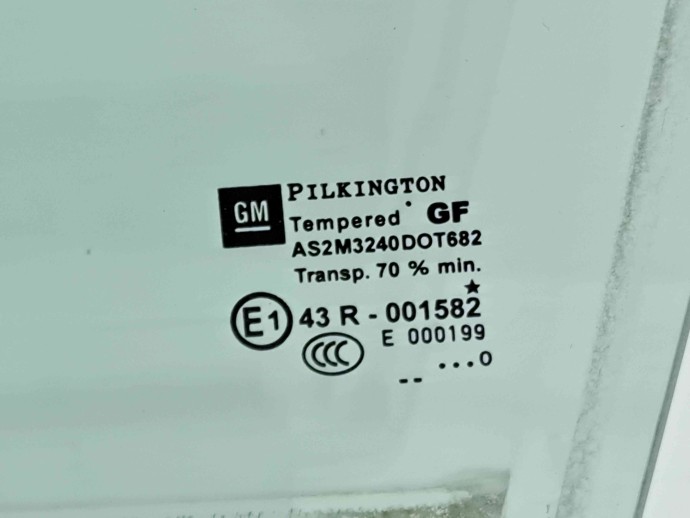 GM
PILKINGTON
Tempered GF
AS2M3240DOT682
Transp. 70 % min.
E1 43 R - 001582
CCC E 000199
-- ...0